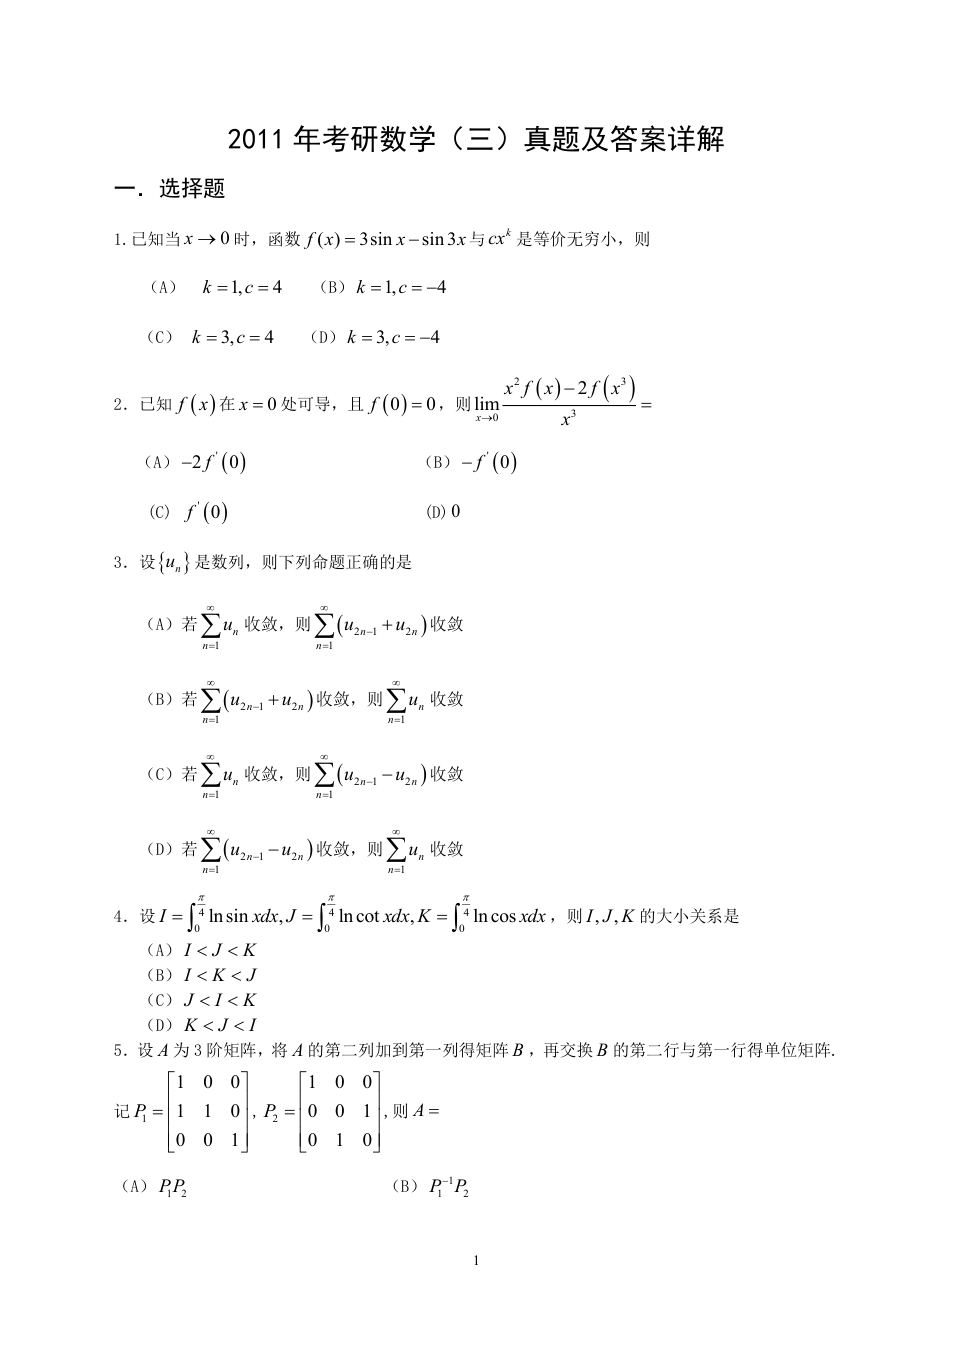 2011 年考研数学（三）真题及答案详解
一. 选择题
1. 已知当 x → 0 时，函数 f(x) = 3sin x − sin 3x 与 cx^k 是等价无穷小，则
（A） k = 1, c = 4 （B） k = 1, c = −4
（C） k = 3, c = 4 （D） k = 3, c = −4
2. 已知 f(x) 在 x = 0 处可导，且 f(0) = 0，则 lim_{x→0} (x^2 f(x) − 2f(x^3)) / x^3 =
（A） −2f'(0) （B） −f'(0)
(C) f'(0) (D) 0
3. 设 {u_n} 是数列，则下列命题正确的是
（A）若 ∑_{n=1}^{∞} u_n 收敛，则 ∑_{n=1}^{∞} (u_{2n−1} + u_{2n}) 收敛
（B）若 ∑_{n=1}^{∞} (u_{2n−1} + u_{2n}) 收敛，则 ∑_{n=1}^{∞} u_n 收敛
（C）若 ∑_{n=1}^{∞} u_n 收敛，则 ∑_{n=1}^{∞} (u_{2n−1} − u_{2n}) 收敛
（D）若 ∑_{n=1}^{∞} (u_{2n−1} − u_{2n}) 收敛，则 ∑_{n=1}^{∞} u_n 收敛
4. 设 I = ∫_0^{π/4} ln sin xdx, J = ∫_0^{π/4} ln cot xdx, K = ∫_0^{π/4} ln cos xdx，则 I, J, K 的大小关系是
（A） I < J < K
（B） I < K < J
（C） J < I < K
（D） K < J < I
5. 设 A 为 3 阶矩阵，将 A 的第二列加到第一列得矩阵 B，再交换 B 的第二行与第一行得单位矩阵.
记 P_1 = [1 0 0; 1 1 0; 0 0 1], P_2 = [1 0 0; 0 0 1; 0 1 0], 则 A =
（A） P_1P_2 （B） P_1^{−1}P_2
1